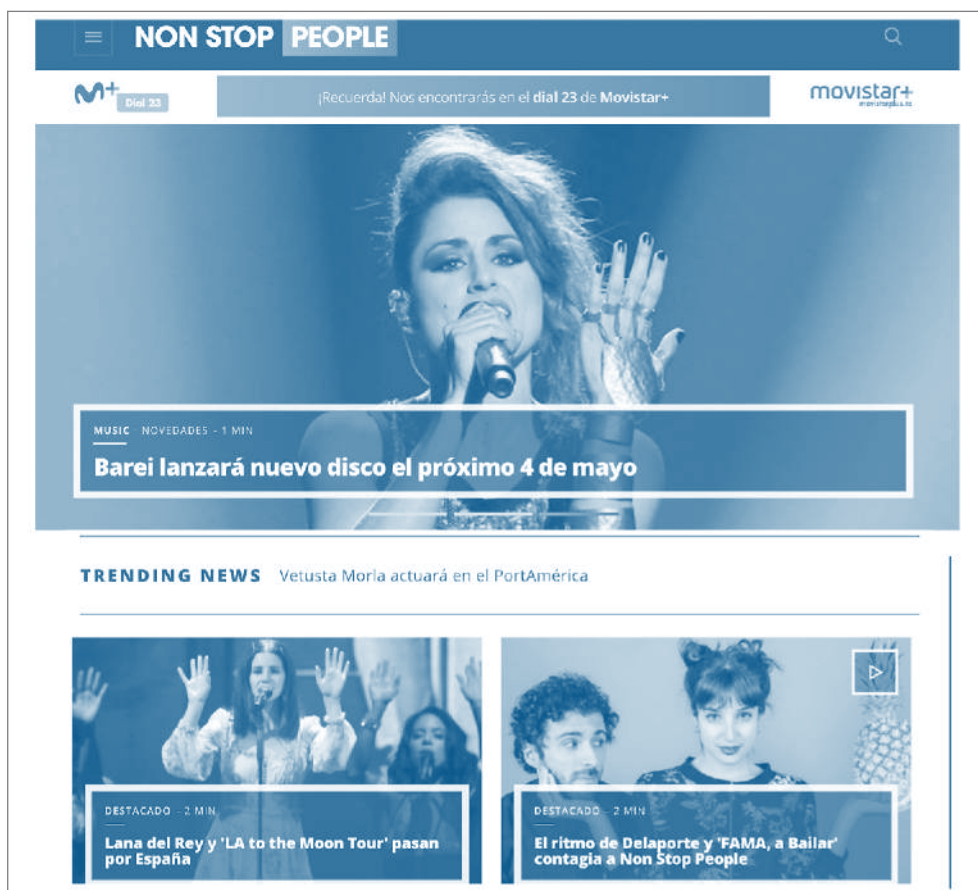 NON STOP PEOPLE
M+ Dial 23
¡Recuerda! Nos encontrarás en el dial 23 de Movistar+
movistar+
movistarplus.es
MUSIC · NOVEDADES - 1 MIN
Barei lanzará nuevo disco el próximo 4 de mayo
TRENDING NEWS Vetusta Morla actuará en el PortAmérica
DESTACADO - 2 MIN
Lana del Rey y 'LA to the Moon Tour' pasan
por España
DESTACADO - 2 MIN
El ritmo de Delaporte y 'FAMA, a Bailar'
contagia a Non Stop People